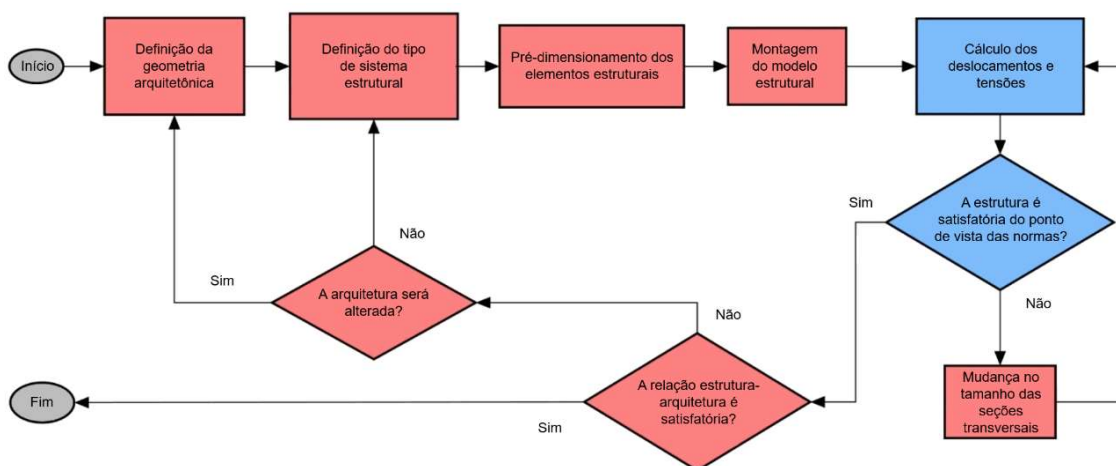 Início
Definição da
geometria
arquitetônica
Definição do tipo
de sistema
estrutural
Pré-dimensionamento dos
elementos estruturais
Montagem
do modelo
estrutural
Cálculo dos
deslocamentos e
tensões
A estrutura é
satisfatória do ponto
de vista das normas?
Sim
Não
Mudança no
tamanho das
seções
transversais
A relação estrutura-
arquitetura é
satisfatória?
Não
Sim
A arquitetura será
alterada?
Não
Sim
Fim